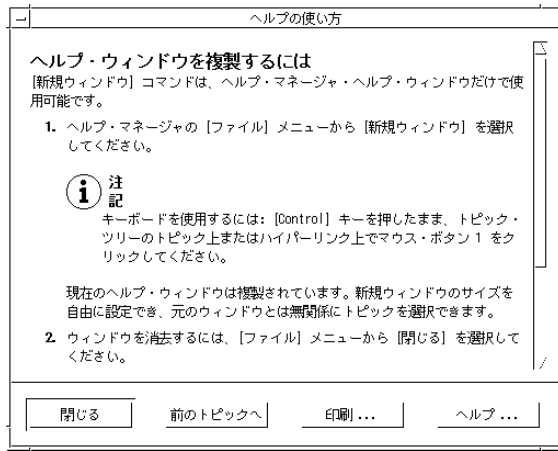 ヘルプの使い方
ヘルプ・ウィンドウを複製するには
[新規ウィンドウ] コマンドは、ヘルプ・マネージャ・ヘルプ・ウィンドウだけで使
用可能です。
1. ヘルプ・マネージャの [ファイル] メニューから [新規ウィンドウ] を選択
してください。
注
記
キーボードを使用するには: [Control] キーを押したまま、トピック・
ツリーのトピック上またはハイパーリンク上でマウス・ボタン 1 をク
リックしてください。
現在のヘルプ・ウィンドウは複製されています。新規ウィンドウのサイズを
自由に設定でき、元のウィンドウとは無関係にトピックを選択できます。
2. ウィンドウを消去するには、[ファイル] メニューから [閉じる] を選択して
ください。
閉じる 前のトピックへ 印刷 ... ヘルプ ...